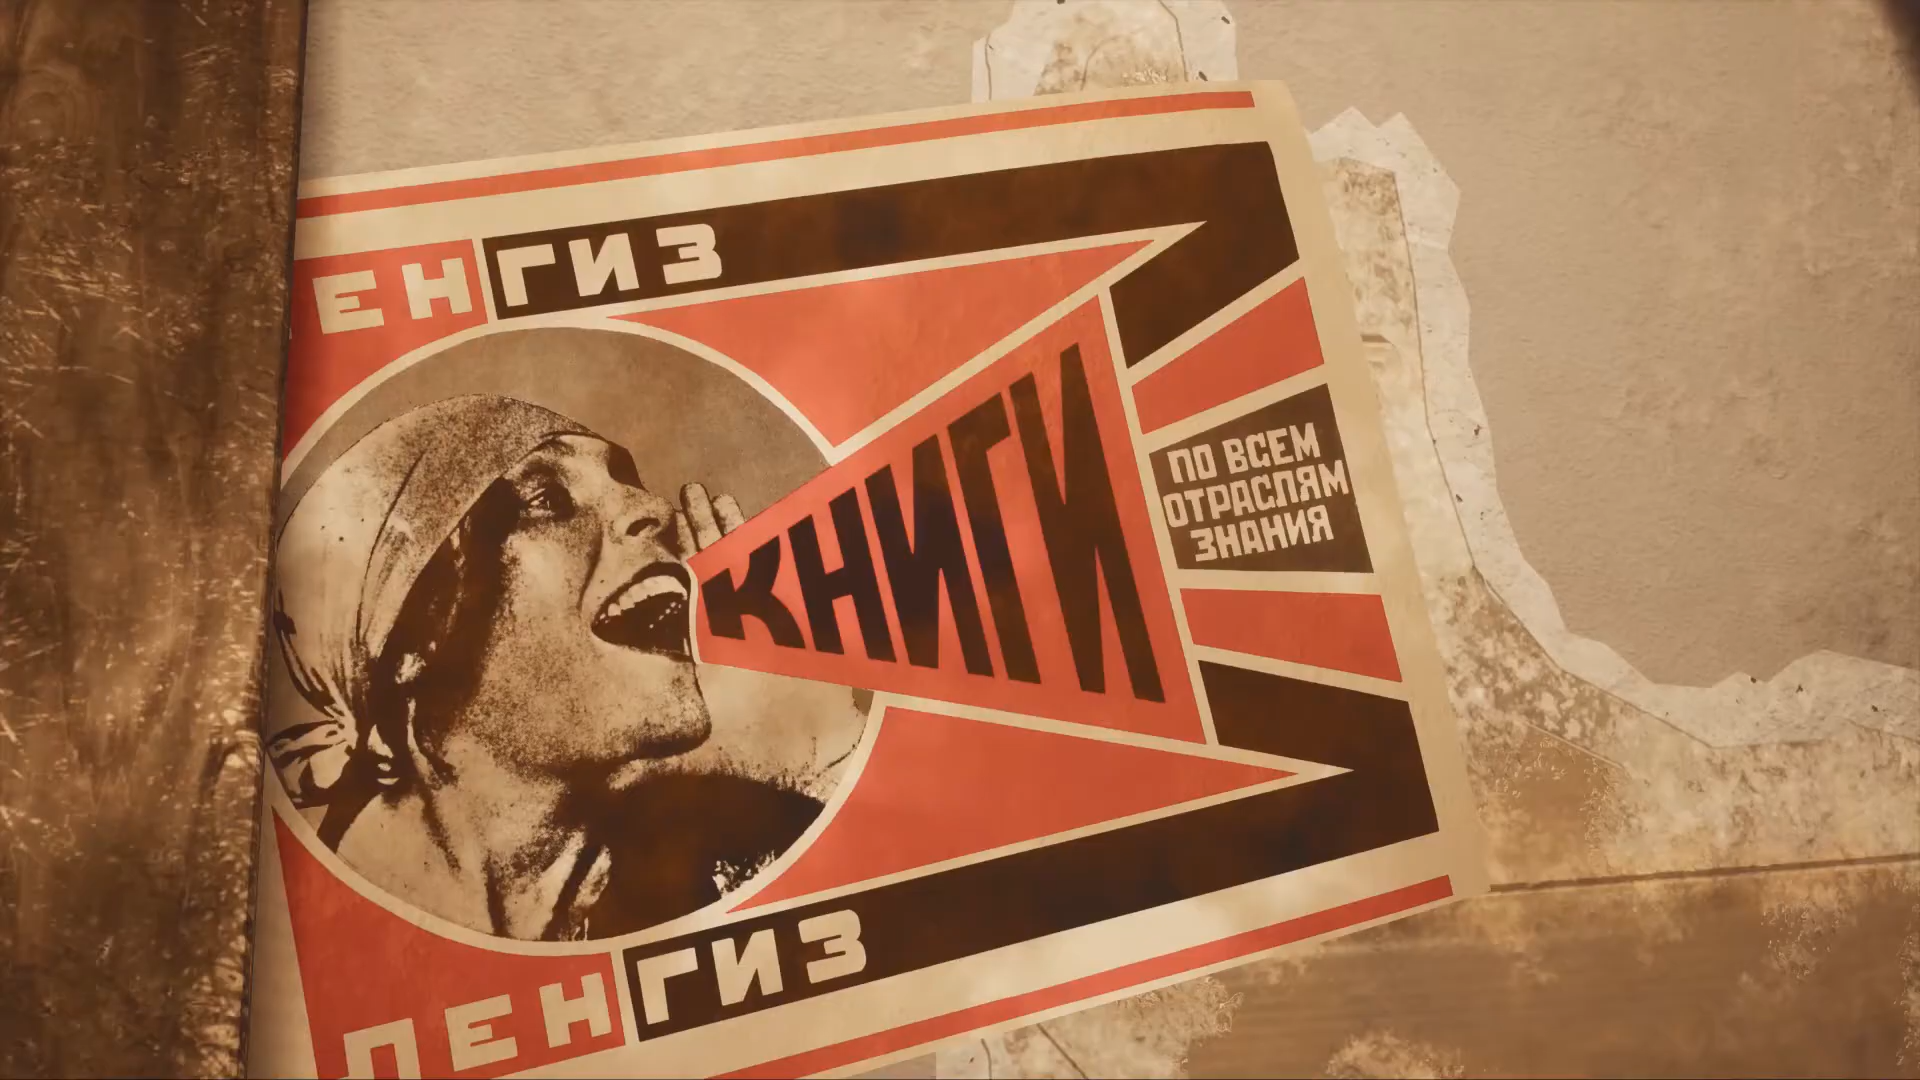 ЕНГИЗ
КНИГИ
ПО ВСЕМ
ОТРАСЛЯМ
ЗНАНИЯ
ЛЕНГИЗ